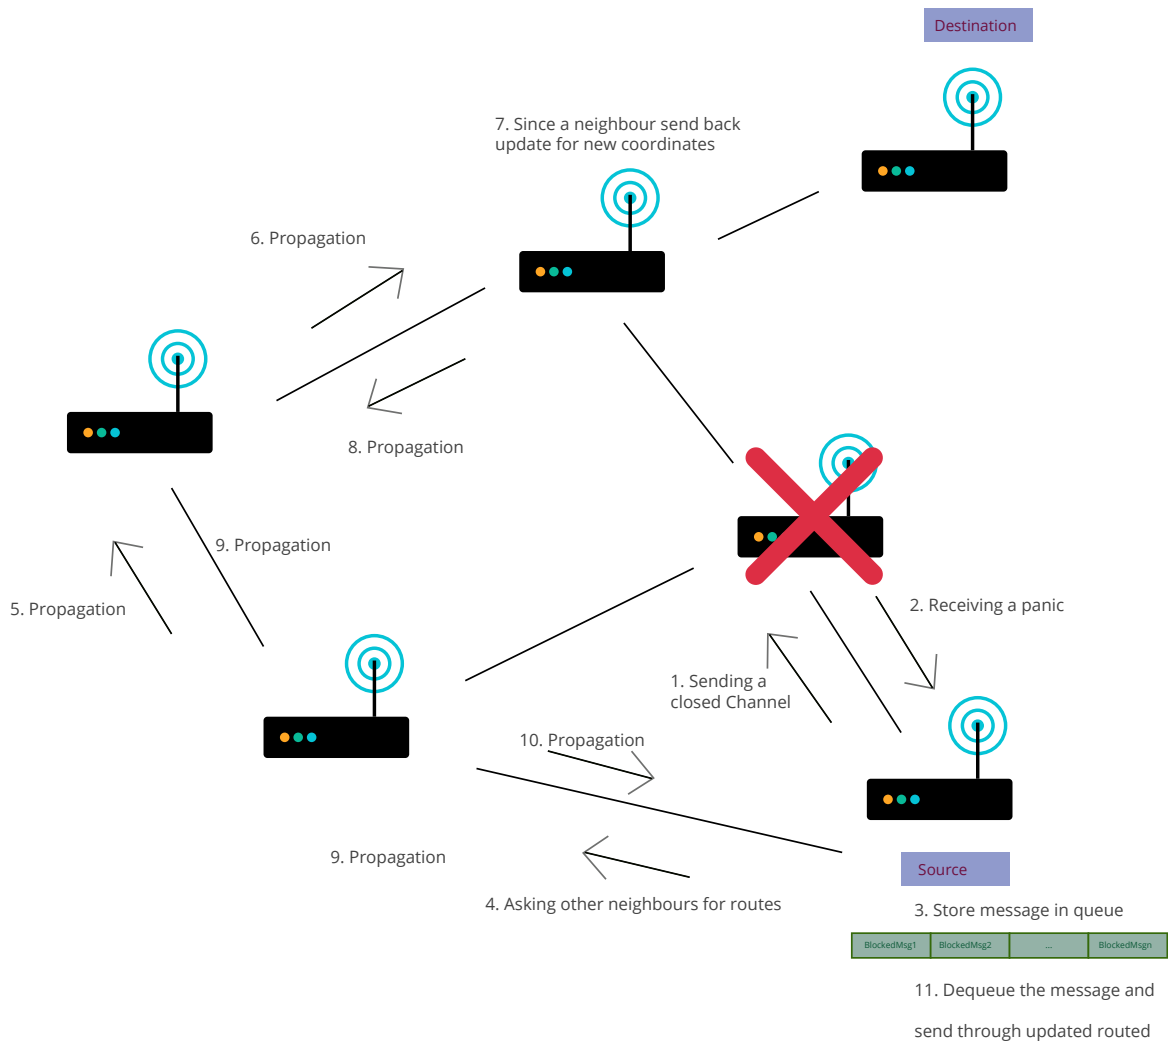 Destination
7. Since a neighbour send back
update for new coordinates
6. Propagation
8. Propagation
9. Propagation
5. Propagation
2. Receiving a panic
1. Sending a
closed Channel
10. Propagation
9. Propagation
Source
4. Asking other neighbours for routes
3. Store message in queue
BlockedMsg1 BlockedMsg2 ... BlockedMsgn
11. Dequeue the message and
send through updated routed